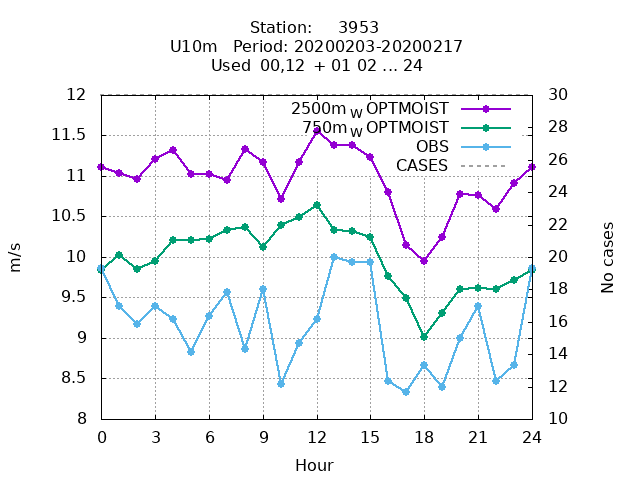 Station: 3953
U10m Period: 20200203-20200217
Used 00,12 + 01 02 ... 24
12 30
2500m W OPTMOIST
11.5 28
750m W OPTMOIST
OBS
11 26
CASES
24
10.5 22
10 20
m/s
No cases
9.5 18
9 16
14
8.5 12
8 10
0 3 6 9 12 15 18 21 24
Hour